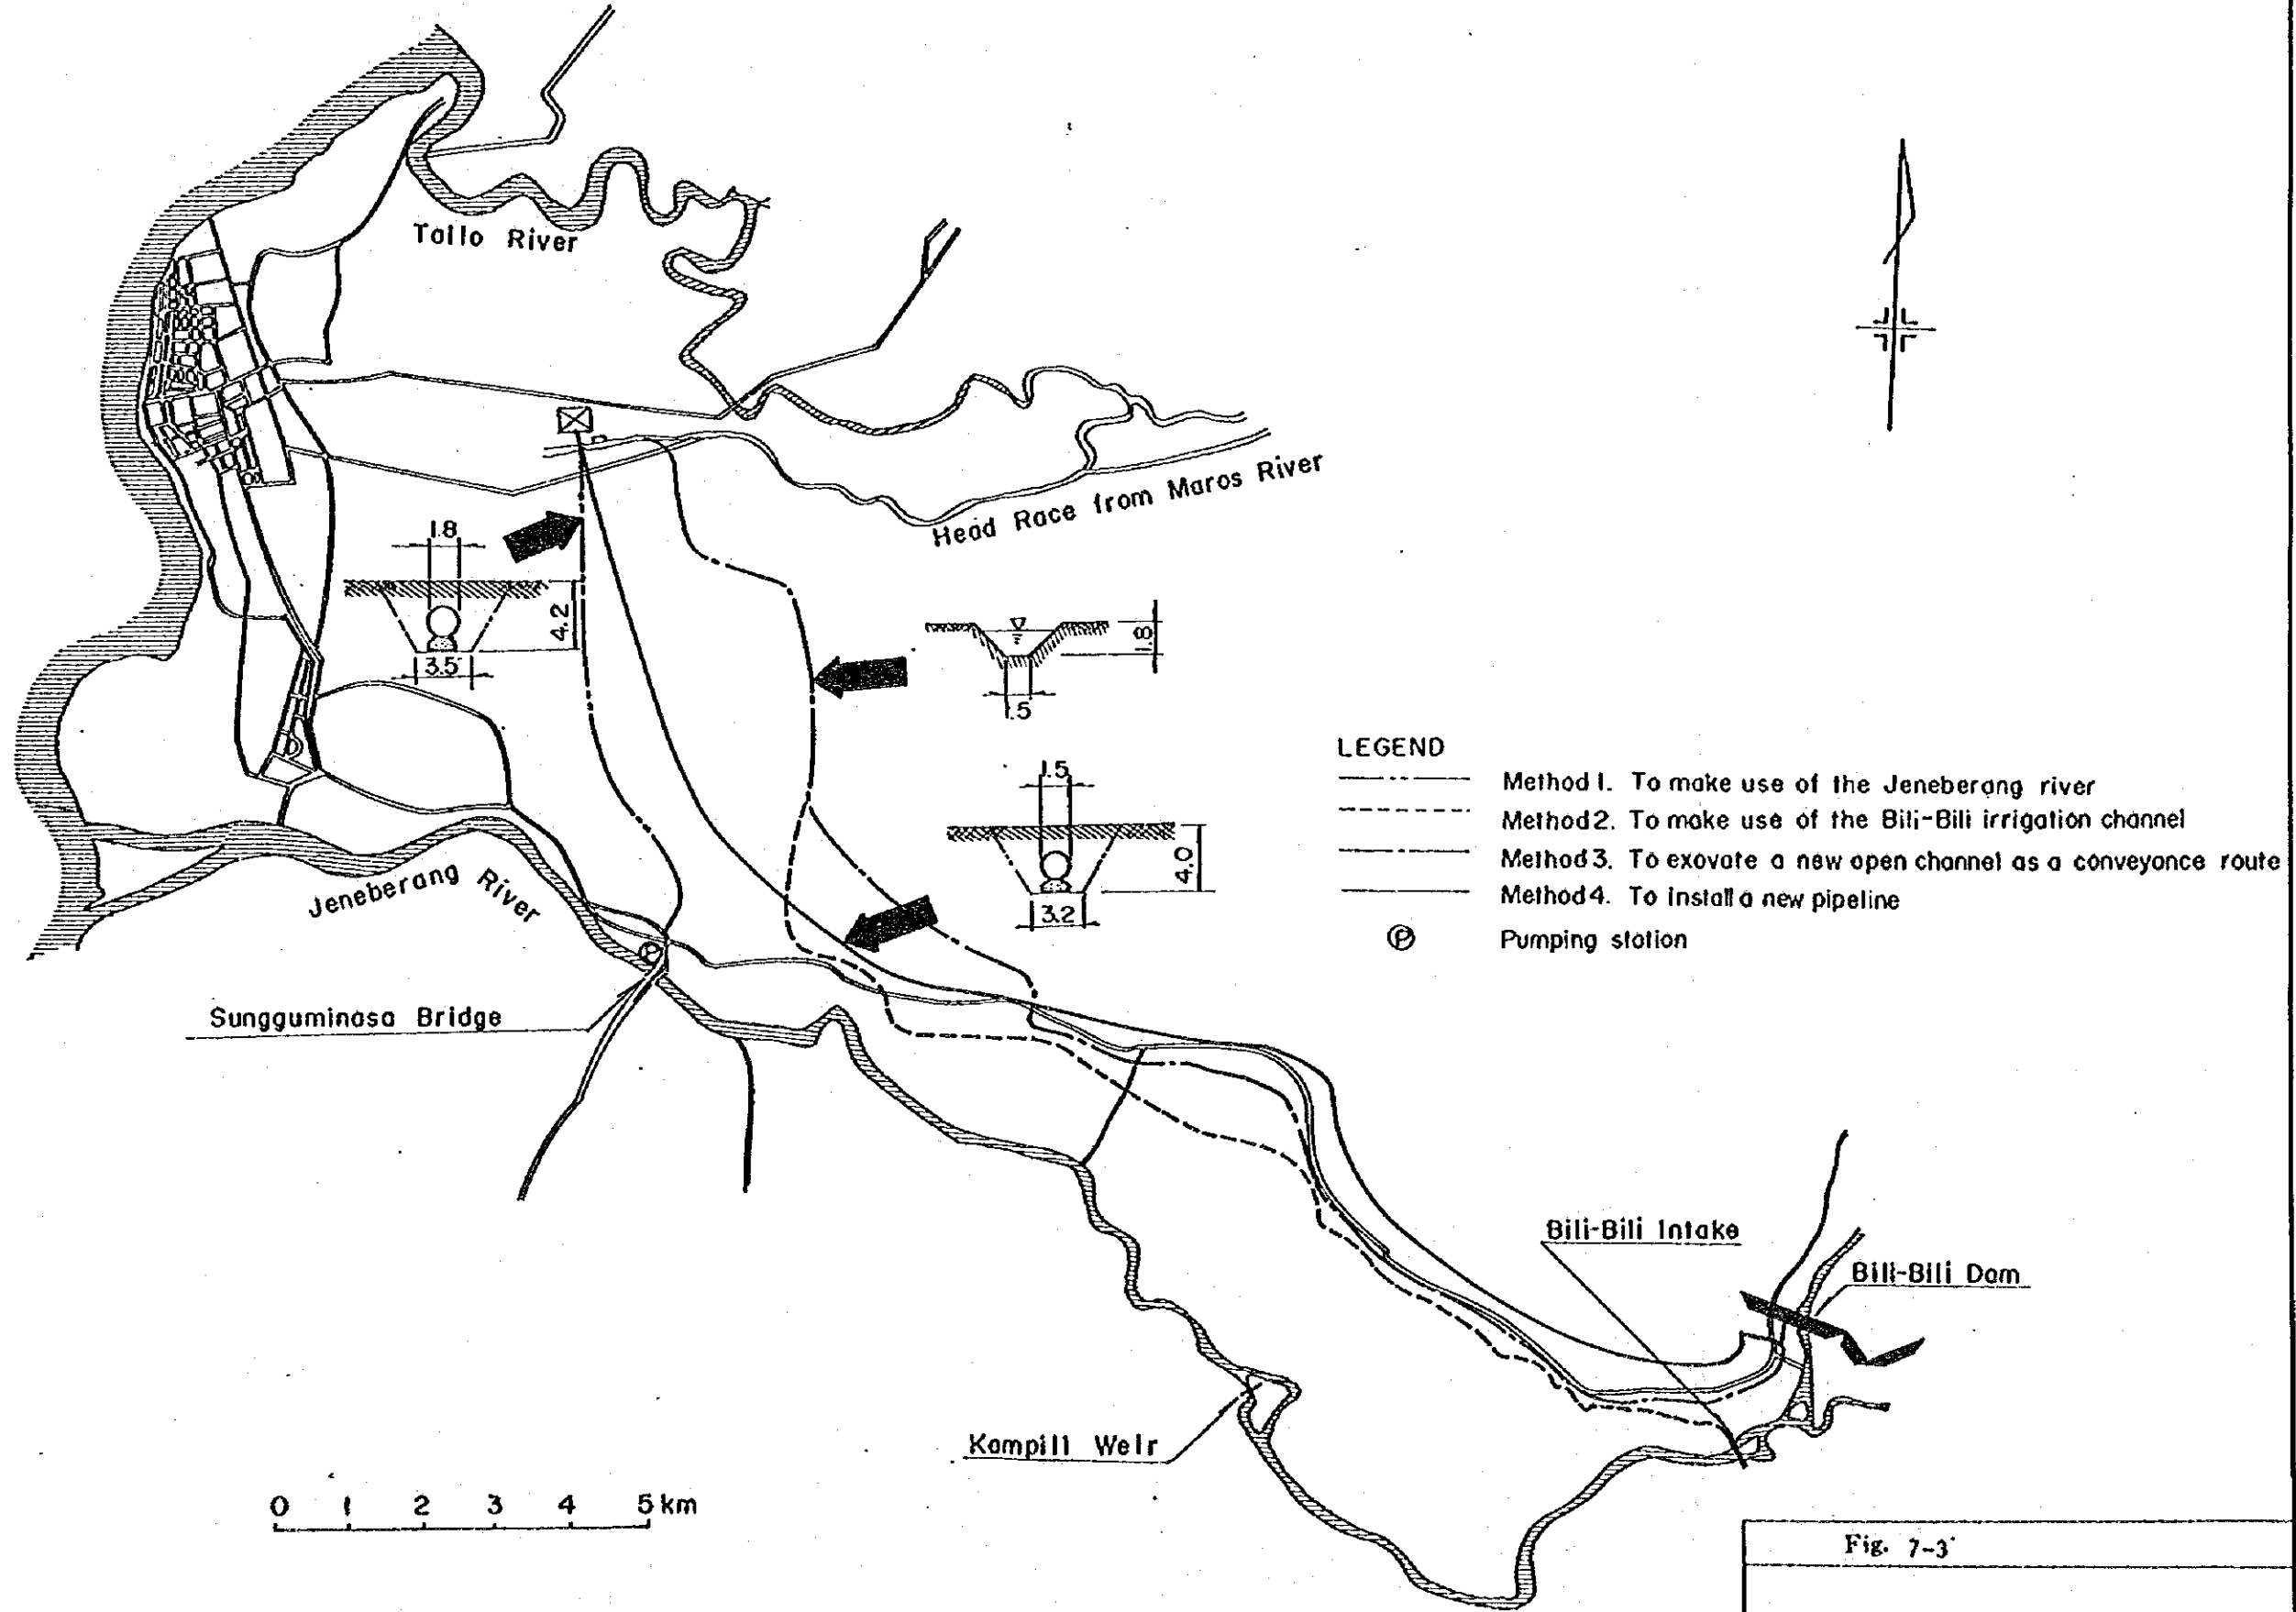 Tallo River
Head Race from Maros River
1.8
4.2
3.5
1.8
1.5
LEGEND
Method 1. To make use of the Jeneberang river
Method 2. To make use of the Bili-Bili irrigation channel
Method 3. To exovate a new open channel as a conveyance route
Method 4. To install a new pipeline
P Pumping station
1.5
4.0
3.2
Jeneberang River
P
Sungguminasa Bridge
Bili-Bili Intake
Bili-Bili Dam
Kampili Weir
0 1 2 3 4 5 km
Fig. 7-3